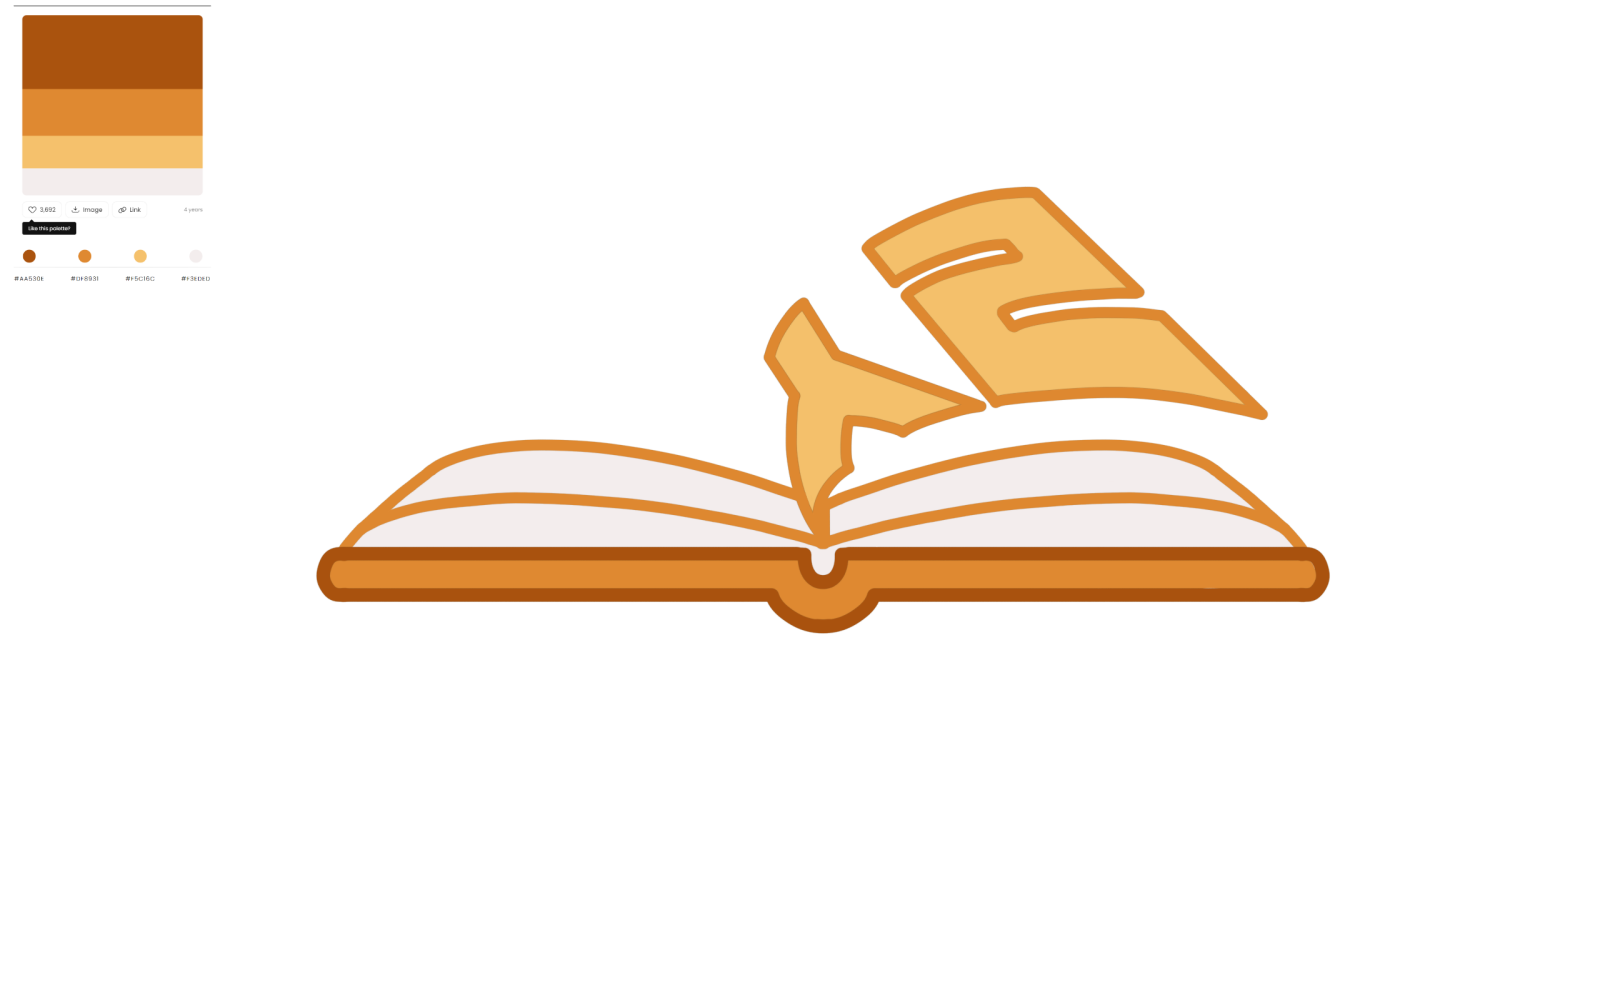 3,692 Image Link 4 years
Like this palette?
#AA530E #DF8931 #F5C16C #F3EDED